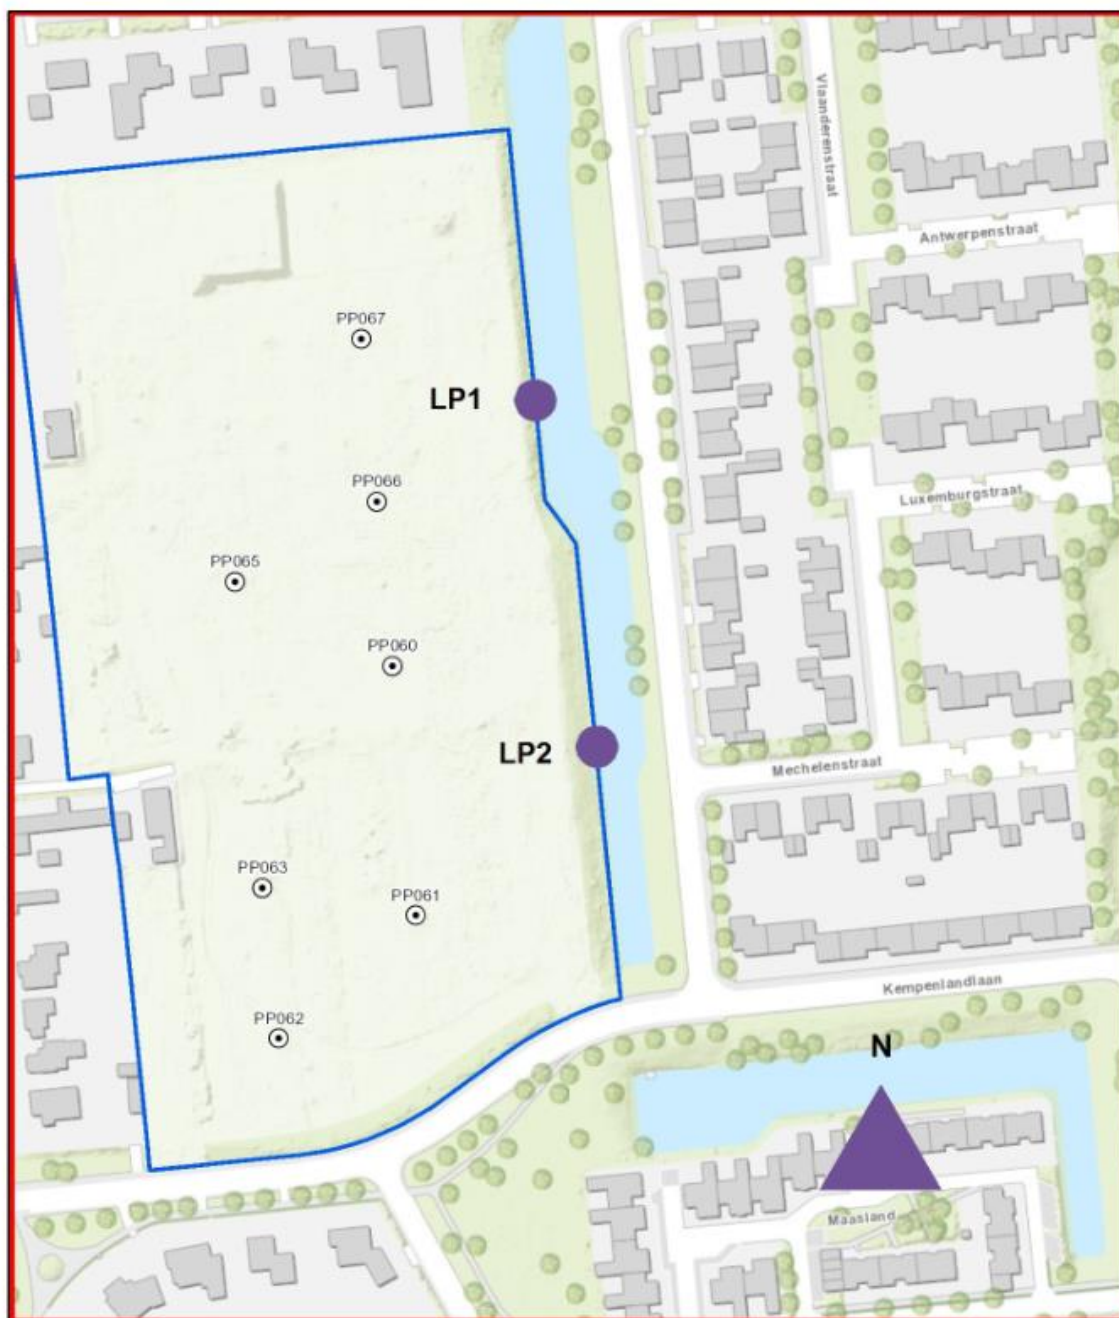 Vlaanderenstraat
Antwerpenstraat
PP067
LP1
PP066
Luxemburgstraat
PP065
PP060
LP2
Mechelenstraat
PP063
PP061
Kempenlandlaan
PP062
N
Maasland